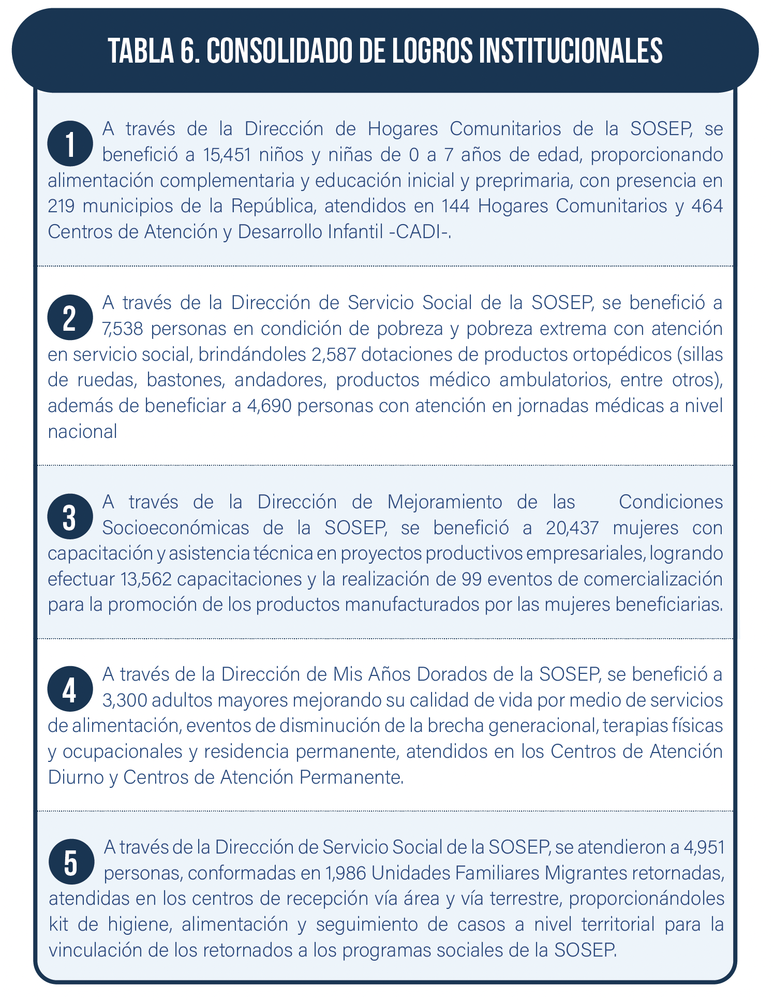 TABLA 6. CONSOLIDADO DE LOGROS INSTITUCIONALES
1
A través de la Dirección de Hogares Comunitarios de la SOSEP, se
benefició a 15,451 niños y niñas de 0 a 7 años de edad, proporcionando
alimentación complementaria y educación inicial y preprimaria, con presencia en
219 municipios de la República, atendidos en 144 Hogares Comunitarios y 464
Centros de Atención y Desarrollo Infantil -CADI-.
2
A través de la Dirección de Servicio Social de la SOSEP, se benefició a
7,538 personas en condición de pobreza y pobreza extrema con atención
en servicio social, brindándoles 2,587 dotaciones de productos ortopédicos (sillas
de ruedas, bastones, andadores, productos médico ambulatorios, entre otros),
además de beneficiar a 4,690 personas con atención en jornadas médicas a nivel
nacional
3
A través de la Dirección de Mejoramiento de las Condiciones
Socioeconómicas de la SOSEP, se benefició a 20,437 mujeres con
capacitación y asistencia técnica en proyectos productivos empresariales, logrando
efectuar 13,562 capacitaciones y la realización de 99 eventos de comercialización
para la promoción de los productos manufacturados por las mujeres beneficiarias.
4
A través de la Dirección de Mis Años Dorados de la SOSEP, se benefició a
3,300 adultos mayores mejorando su calidad de vida por medio de servicios
de alimentación, eventos de disminución de la brecha generacional, terapias físicas
y ocupacionales y residencia permanente, atendidos en los Centros de Atención
Diurno y Centros de Atención Permanente.
5
A través de la Dirección de Servicio Social de la SOSEP, se atendieron a 4,951
personas, conformadas en 1,986 Unidades Familiares Migrantes retornadas,
atendidas en los centros de recepción vía área y vía terrestre, proporcionándoles
kit de higiene, alimentación y seguimiento de casos a nivel territorial para la
vinculación de los retornados a los programas sociales de la SOSEP.